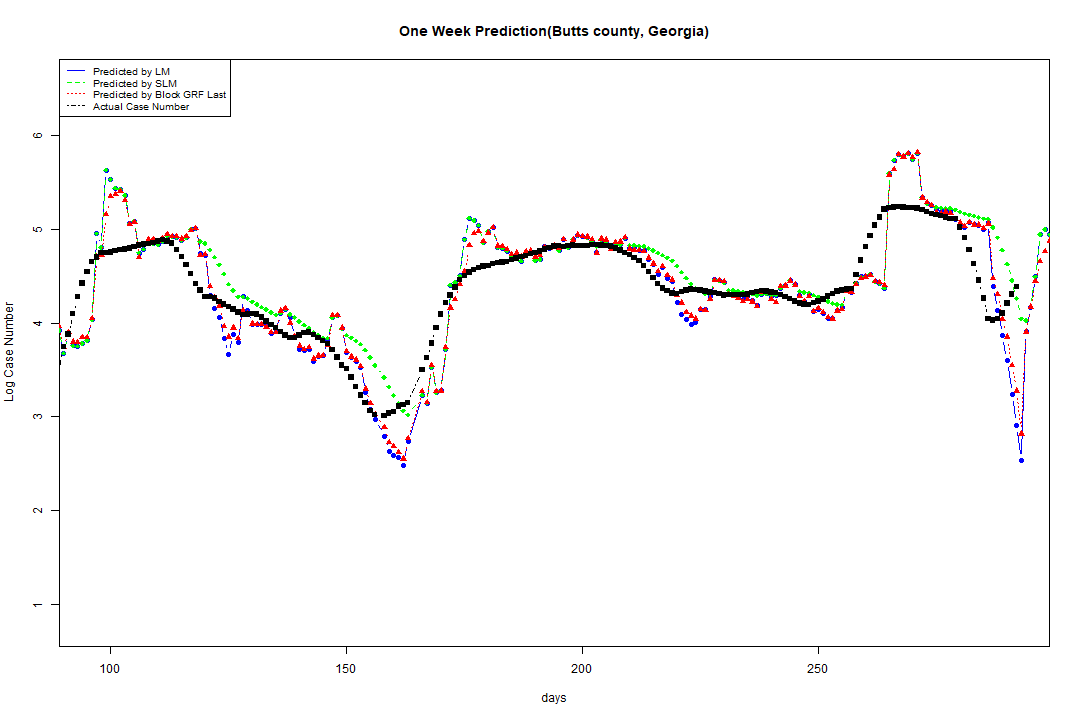 One Week Prediction(Butts county, Georgia)
Predicted by LM
Predicted by SLM
Predicted by Block GRF Last
Actual Case Number
Log Case Number
6
5
4
3
2
1
100 150 200 250
days